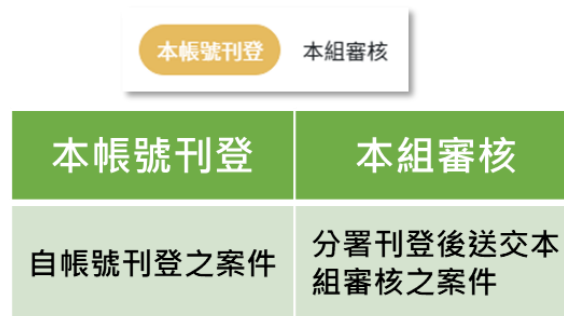 本帳號刊登 本組審核
本帳號刊登 本組審核
自帳號刊登之案件
分署刊登後送交本
組審核之案件